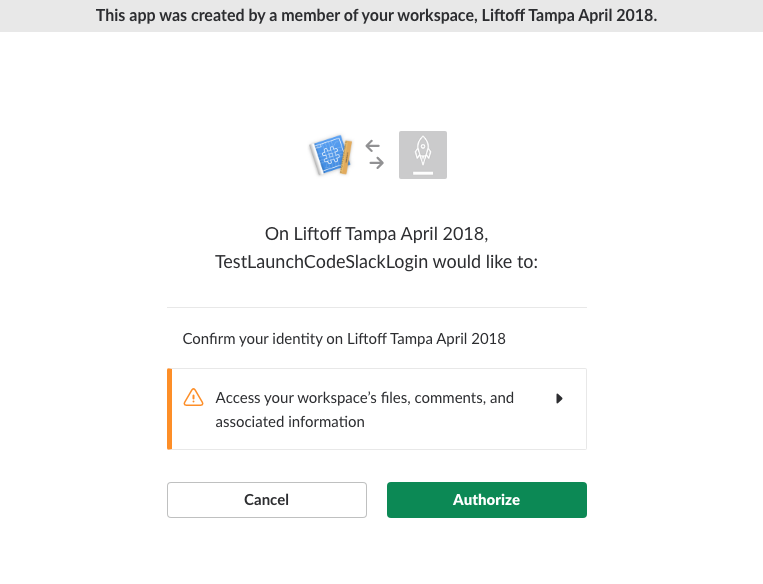 This app was created by a member of your workspace, Liftoff Tampa April 2018.
On Liftoff Tampa April 2018,
TestLaunchCodeSlackLogin would like to:
Confirm your identity on Liftoff Tampa April 2018
Access your workspace’s files, comments, and
associated information
Cancel
Authorize